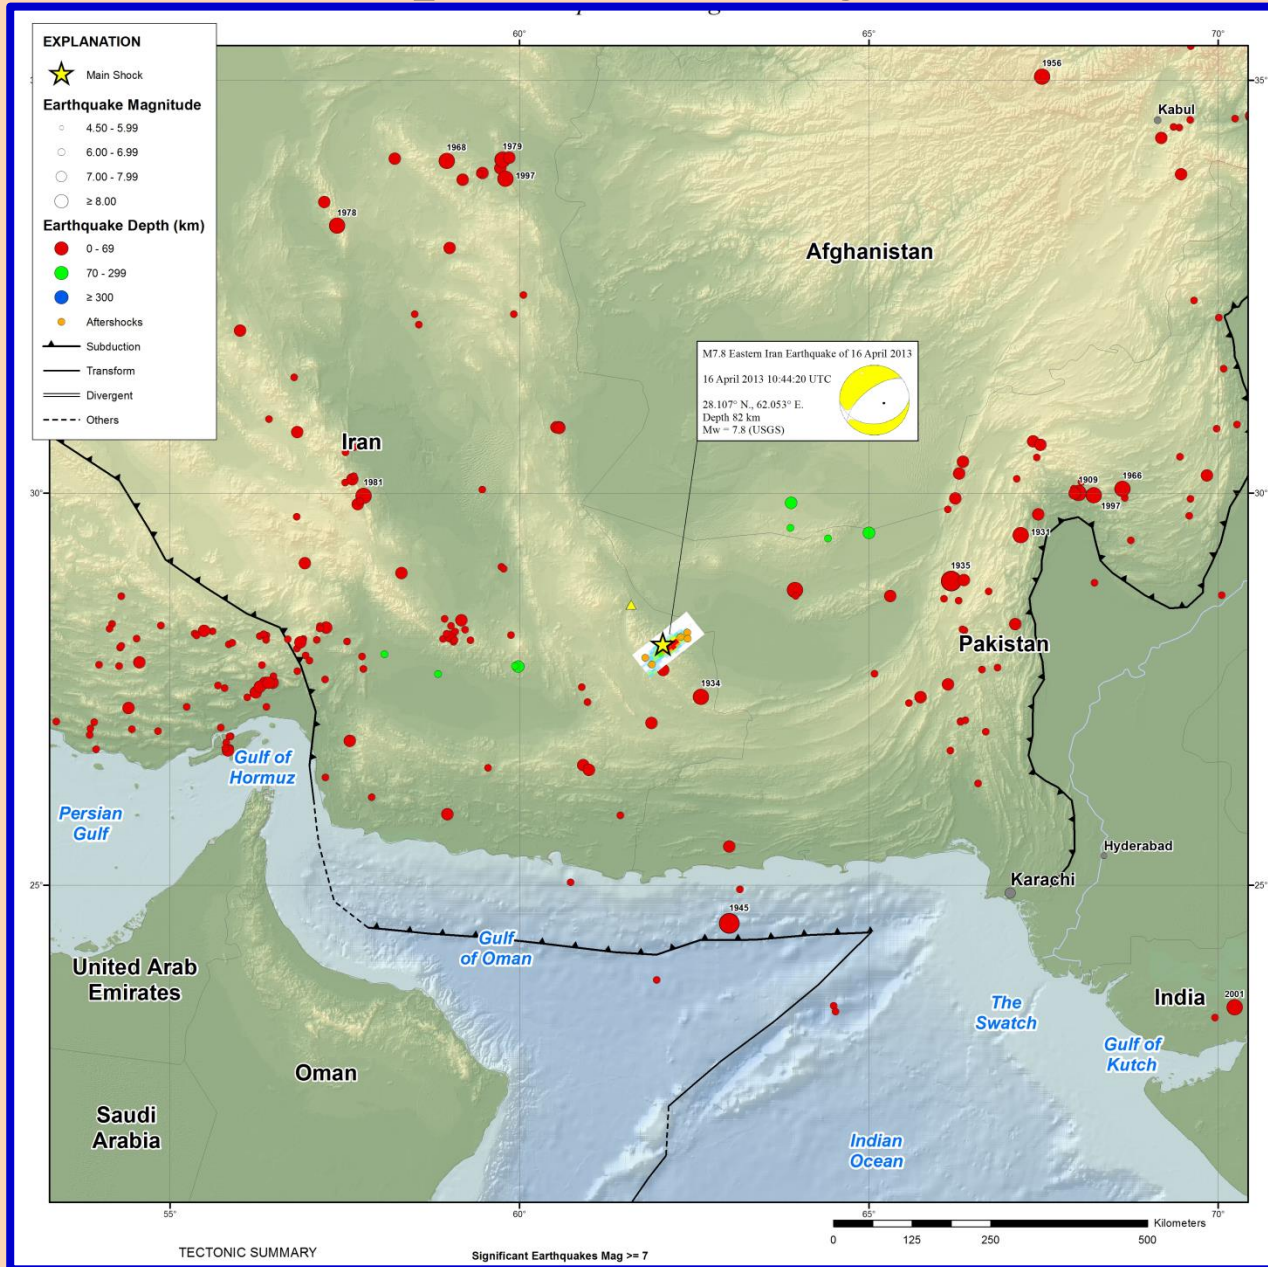 EXPLANATION
Main Shock
Earthquake Magnitude
4.50 - 5.99
6.00 - 6.99
7.00 - 7.99
≥ 8.00
Earthquake Depth (km)
0 - 69
70 - 299
≥ 300
Aftershocks
Subduction
Transform
Divergent
Others
60°
65°
70°
35°
1956
Kabul
1968
1979
1997
1978
Afghanistan
M7.8 Eastern Iran Earthquake of 16 April 2013
16 April 2013 10:44:20 UTC
28.107° N., 62.053° E.
Depth 82 km
Mw = 7.8 (USGS)
Iran
1981
30°
1909
1966
1997
30°
1931
1935
Pakistan
1934
Gulf of
Hormuz
Persian
Gulf
Hyderabad
Karachi
25°
25°
1945
Gulf
of Oman
United Arab
Emirates
The
Swatch
India
2001
Gulf of
Kutch
Oman
Saudi
Arabia
Indian
Ocean
55°
60°
65°
70°
Kilometers
0
125
250
500
TECTONIC SUMMARY
Significant Earthquakes Mag >= 7